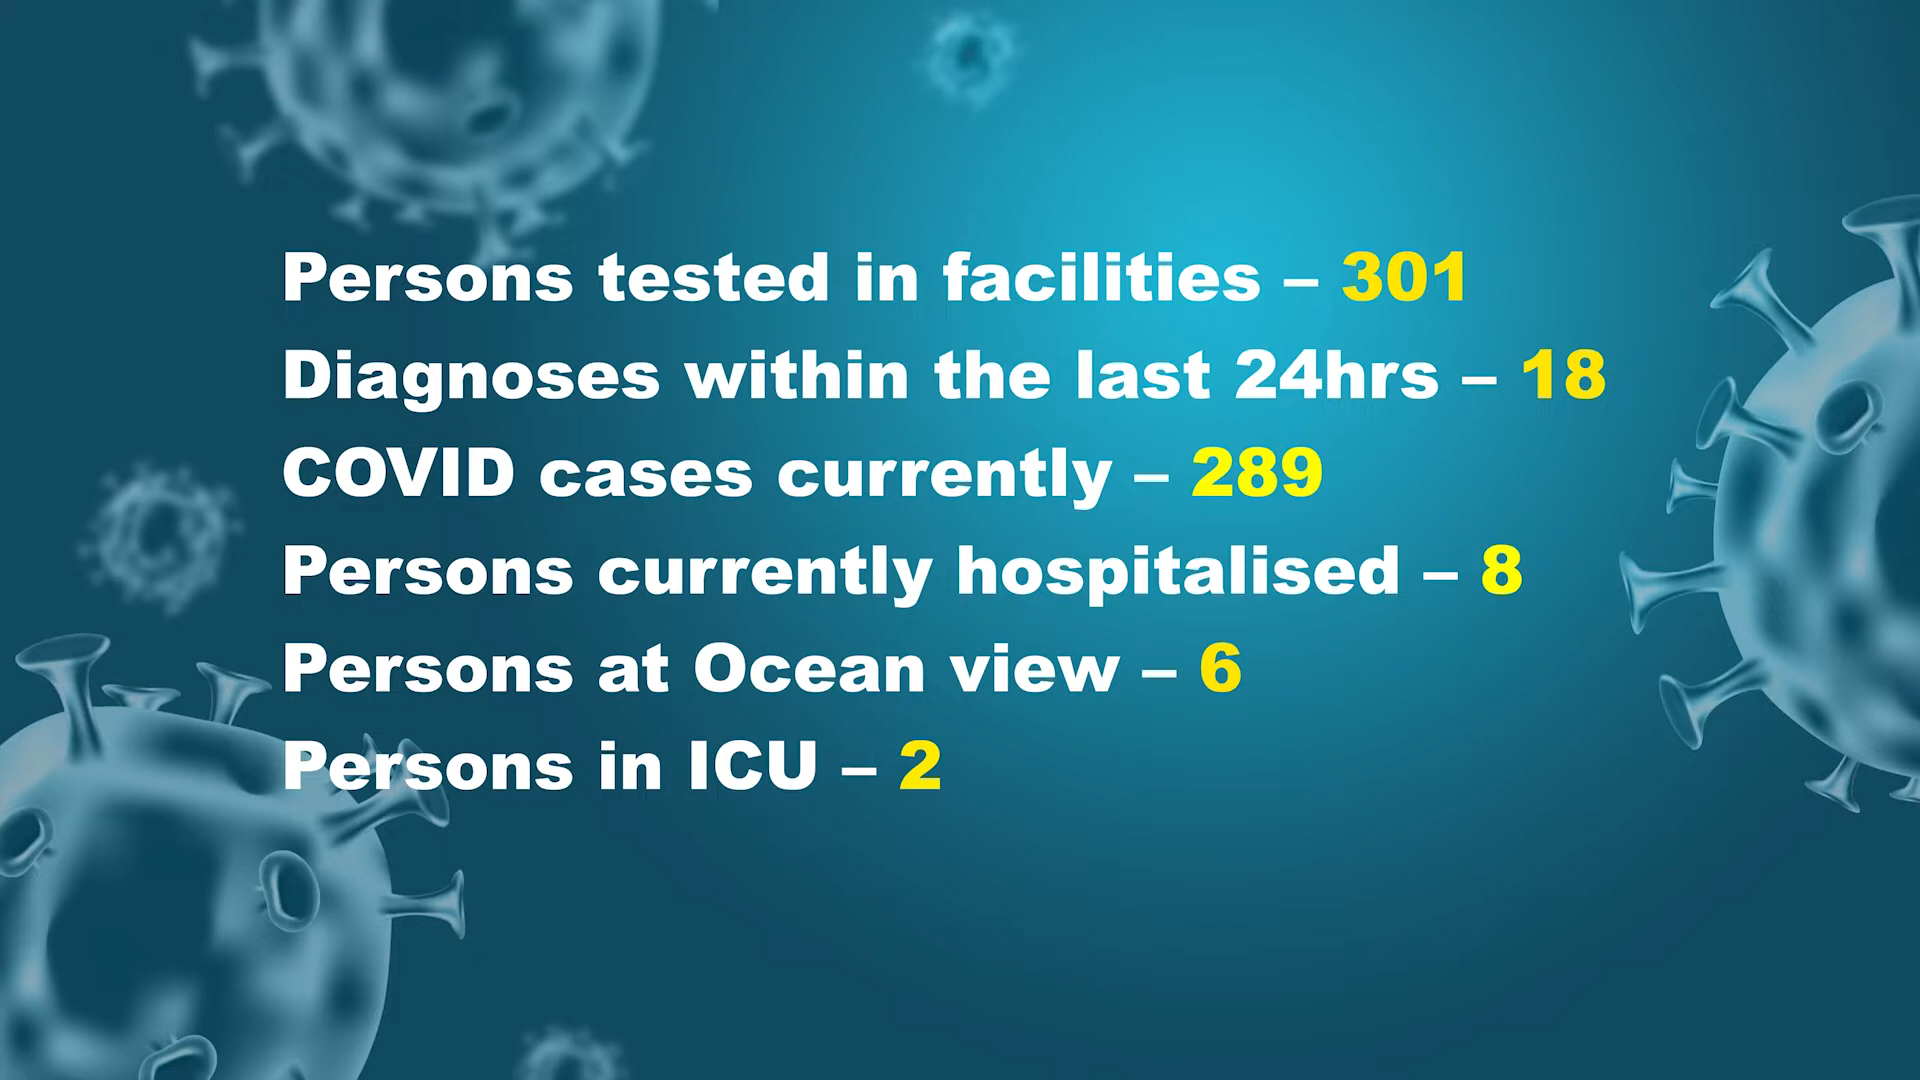 Persons tested in facilities – 301
Diagnoses within the last 24hrs – 18
COVID cases currently – 289
Persons currently hospitalised – 8
Persons at Ocean view – 6
Persons in ICU – 2